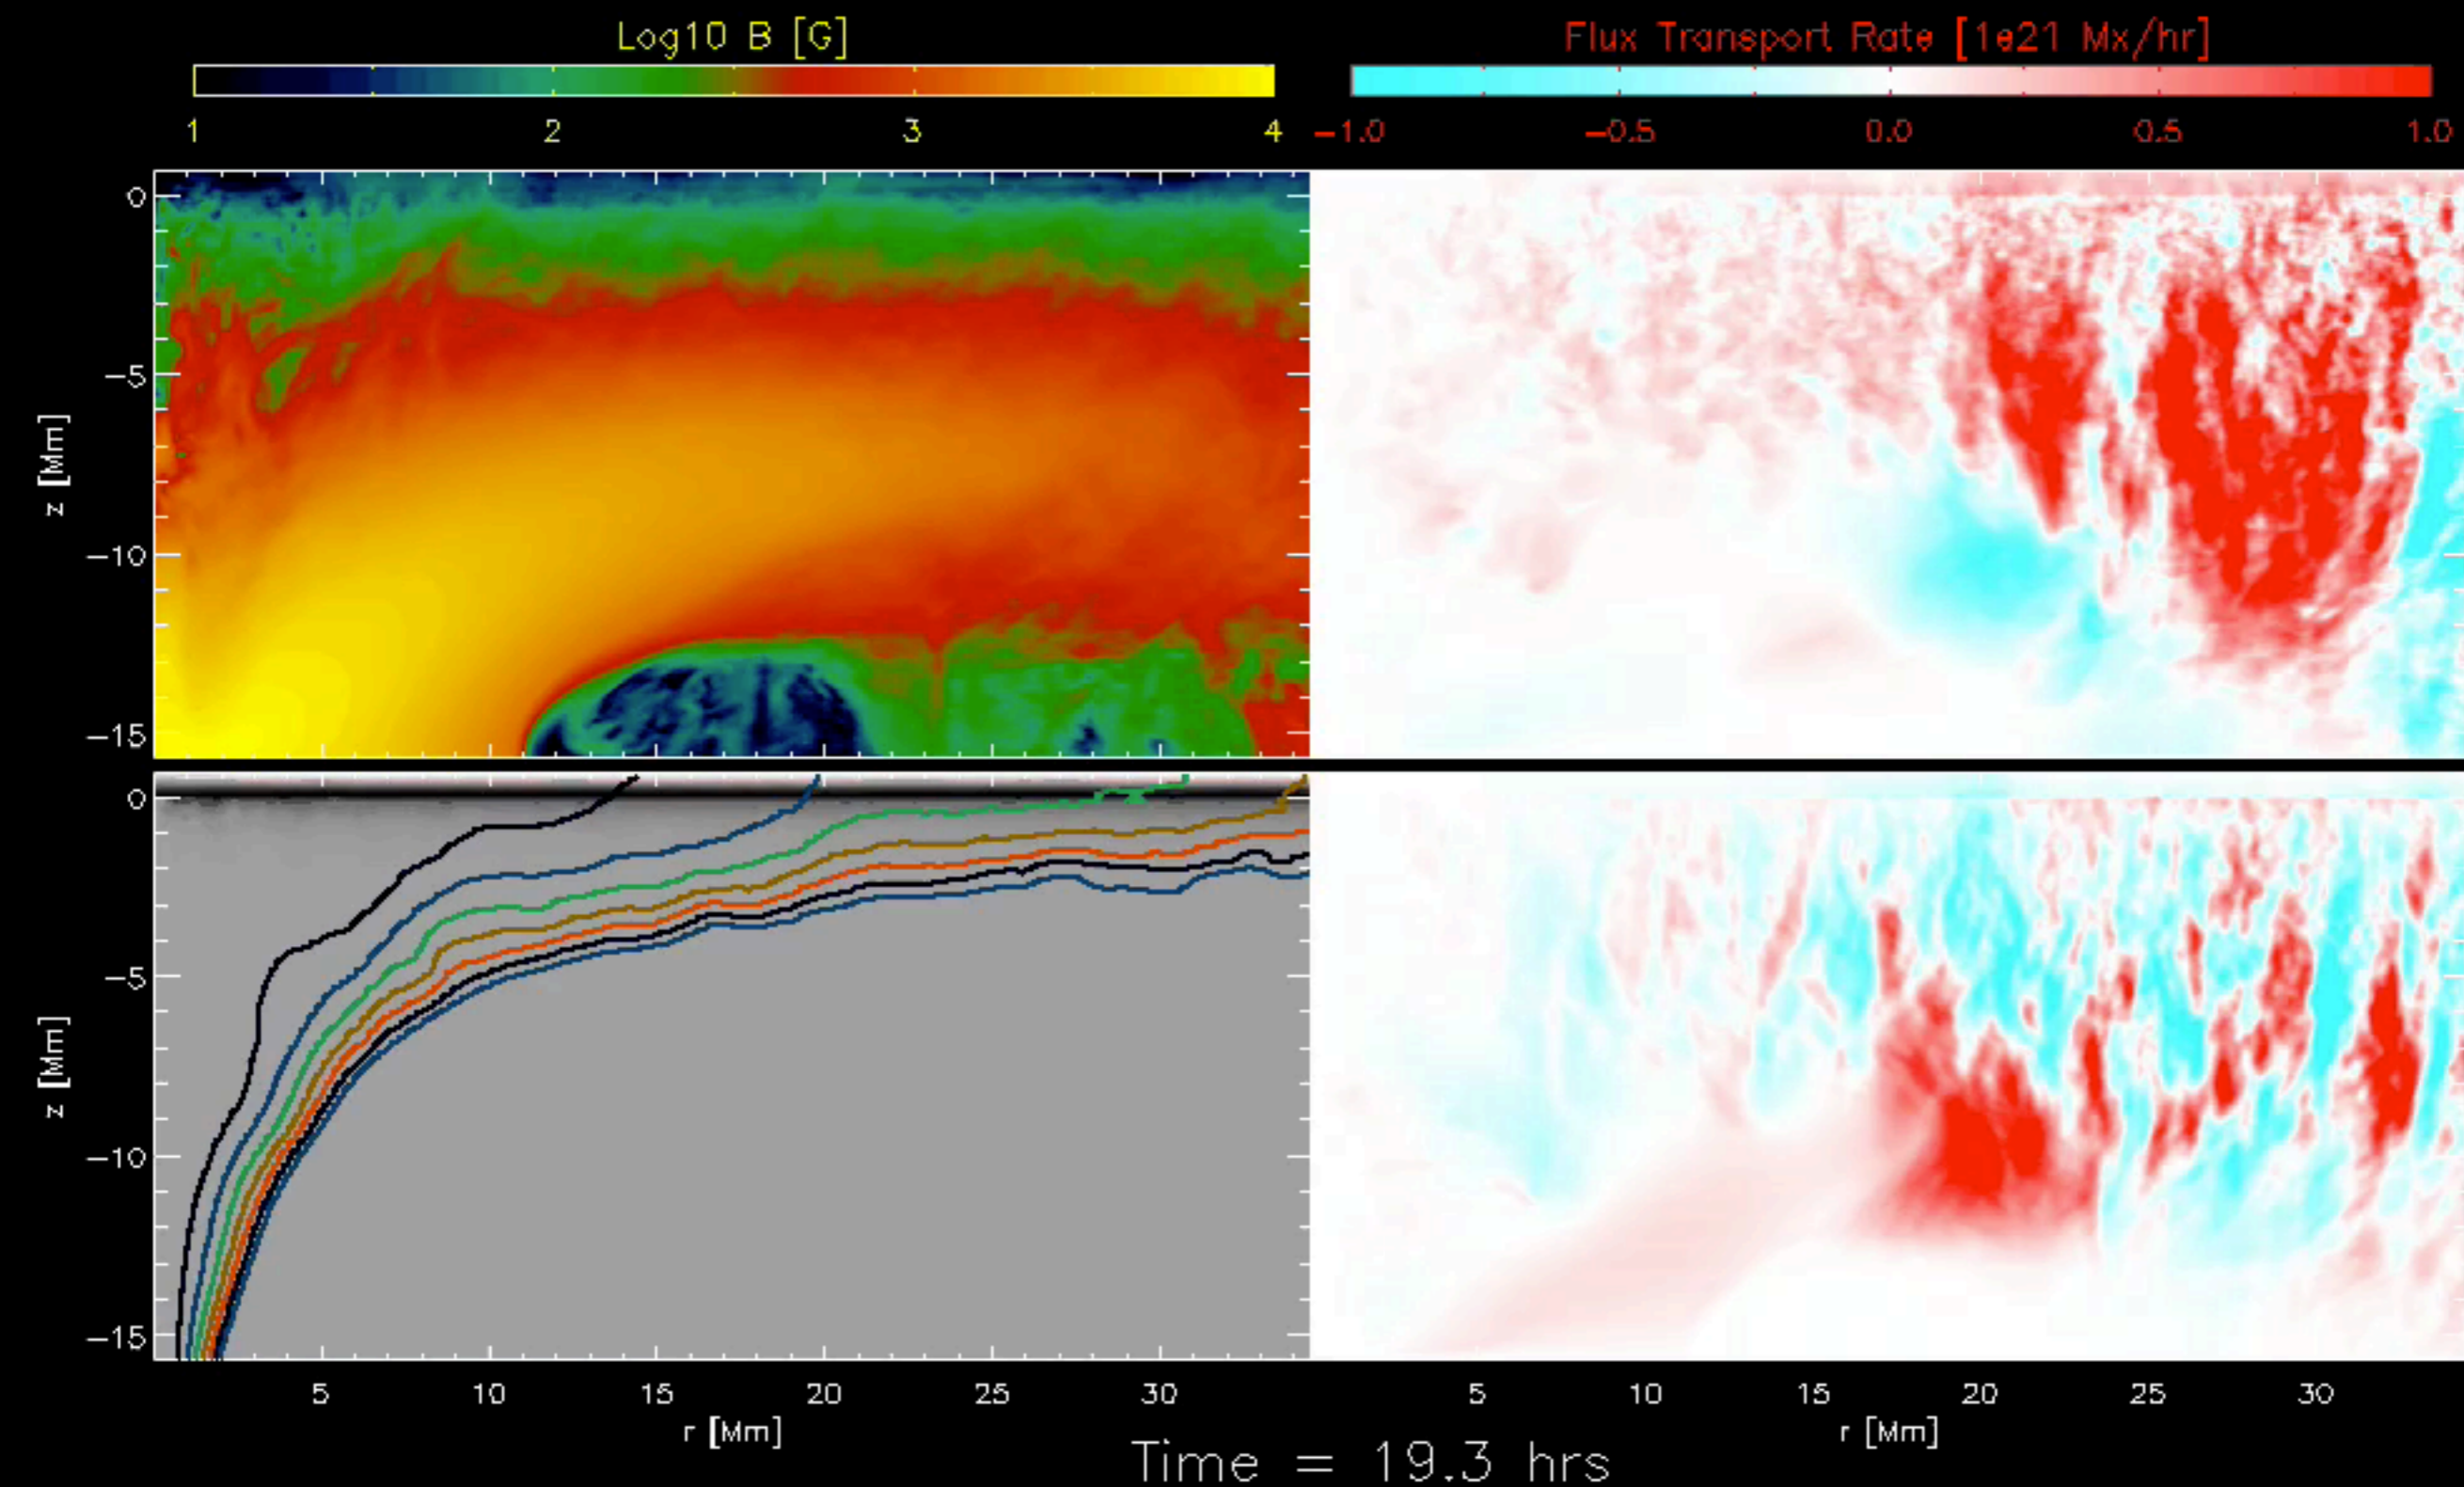 Log10 B [G]
Flux Transport Rate [1e21 Mx/hr]
1 2 3 4
−1.0 −0.5 0.0 0.5 1.0
0
−5
z [Mm]
−10
−15
0
−5
z [Mm]
−10
−15
5 10 15 20 25 30
5 10 15 20 25 30
r [Mm]
r [Mm]
Time = 19.3 hrs